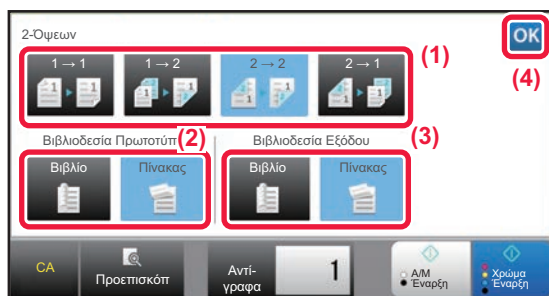 2-Όψεων
OK
1 → 1
1 → 2
2 → 2
2 → 1
(1)
(4)
Βιβλιοδεσία Πρωτοτύπ
(2)
Βιβλιοδεσία Εξόδου
(3)
Βιβλίο
Πίνακας
Βιβλίο
Πίνακας
CA
Προεπισκόπ
Αντί-
γραφα
1
Α/Μ
Έναρξη
Χρώμα
Έναρξη